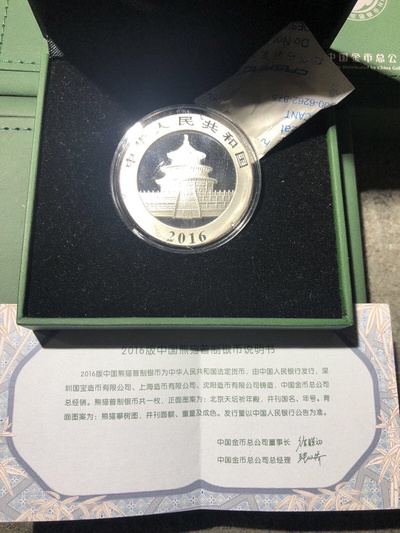 中国金币总公
中华人民共和国
2016
2016版中国熊猫普制银币说明书
2016版中国熊猫普制银币为中华人民共和国法定货币，由中国人民银行发行，深
圳国宝造币有限公司、上海造币有限公司、沈阳造币有限公司铸造，中国金币总公司
总经销。熊猫普制银币共一枚，正面图案为：北京天坛祈年殿，并刊国名、年号。背
面图案为：熊猫攀树图，并刊面额、重量及成色。发行量以中国人民银行公告为准。
中国金币总公司董事长
中国金币总公司总经理